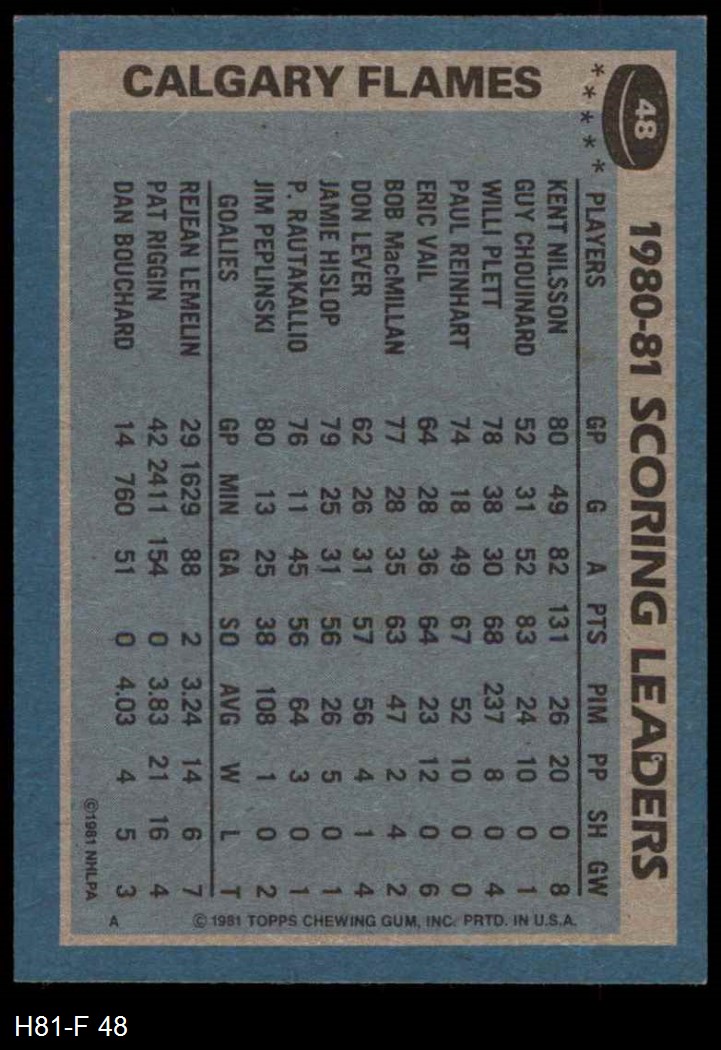 48
*****
1980-81 SCORING LEADERS
CALGARY FLAMES
PLAYERS GP G A PTS PIM PP SH GW
KENT NILSSON 80 49 82 131 26 20 0 8
GUY CHOUINARD 52 31 52 83 24 10 0 1
WILLI PLETT 78 38 30 68 237 8 0 4
PAUL REINHART 74 18 49 67 52 10 0 0
ERIC VAIL 64 28 36 64 23 12 0 6
BOB MacMILLAN 77 28 35 63 47 2 4 2
DON LEVER 62 26 31 57 56 4 1 4
JAMIE HISLOP 79 25 31 56 26 5 0 1
P. RAUTAKALLIO 76 11 45 56 64 3 0 1
JIM PEPLINSKI 80 13 25 38 108 1 0 2
GOALIES GP MIN GA SO AVG W L T
REJEAN LEMELIN 29 1629 88 2 3.24 14 6 7
PAT RIGGIN 42 2411 154 0 3.83 21 16 4
DAN BOUCHARD 14 760 51 0 4.03 4 5 3
©1981 NHLPA
A
© 1981 TOPPS CHEWING GUM, INC. PRTD. IN U.S.A.
H81-F 48